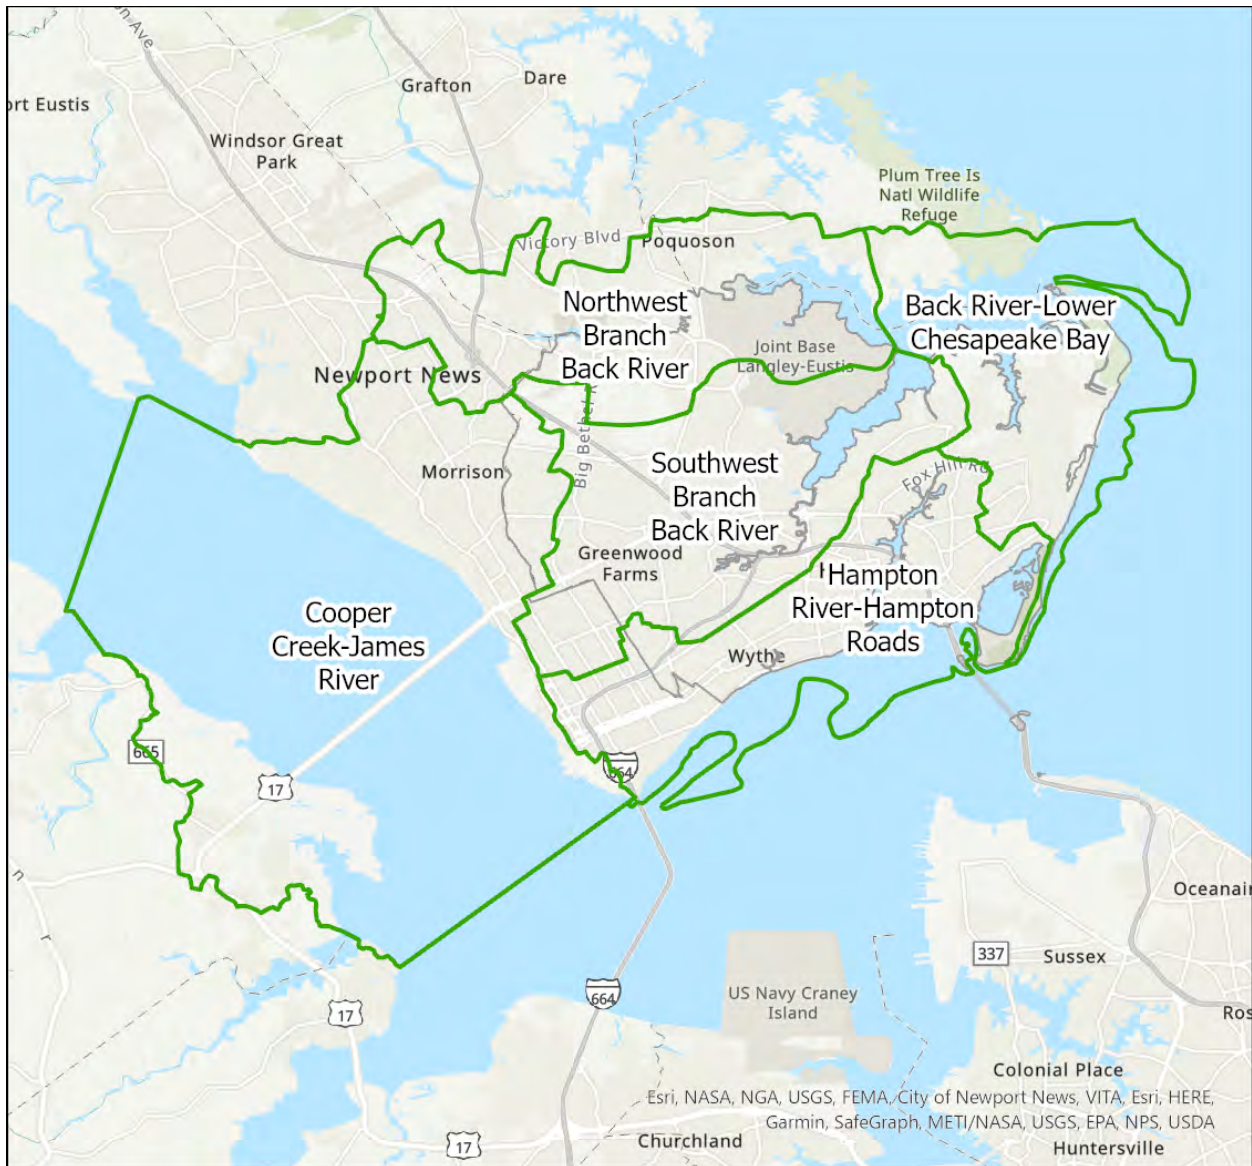 on Ave
Grafton
Dare
ort Eustis
Windsor Great
Park
Plum Tree Is
Natl Wildlife
Refuge
Victory Blvd
Poquoson
Northwest
Branch
Back River
Back River-Lower
Chesapeake Bay
Joint Base
Langley-Eustis
Newport News
Big Bethel R
Morrison
Southwest
Branch
Back River
Fox Hill Rd
Greenwood
Farms
H
Hampton
River-Hampton
Roads
Cooper
Creek-James
River
Wythe
665
17
664
Oceanair
337
Sussex
US Navy Craney
Island
664
17
n
r
Ros
Colonial Place
Esri, NASA, NGA, USGS, FEMA, City of Newport News, VITA, Esri, HERE,
Garmin, SafeGraph, METI/NASA, USGS, EPA, NPS, USDA
17
Churchland
Huntersville